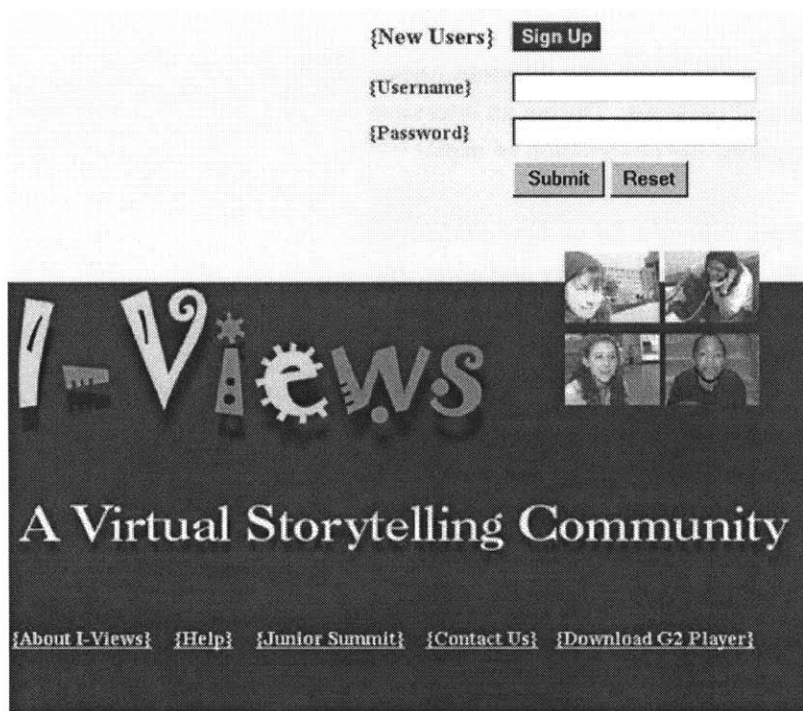 {New Users} Sign Up
{Username}
{Password}
Submit Reset
I-Views
A Virtual Storytelling Community
{About I-Views} {Help} {Junior Summit} {Contact Us} {Download G2 Player}